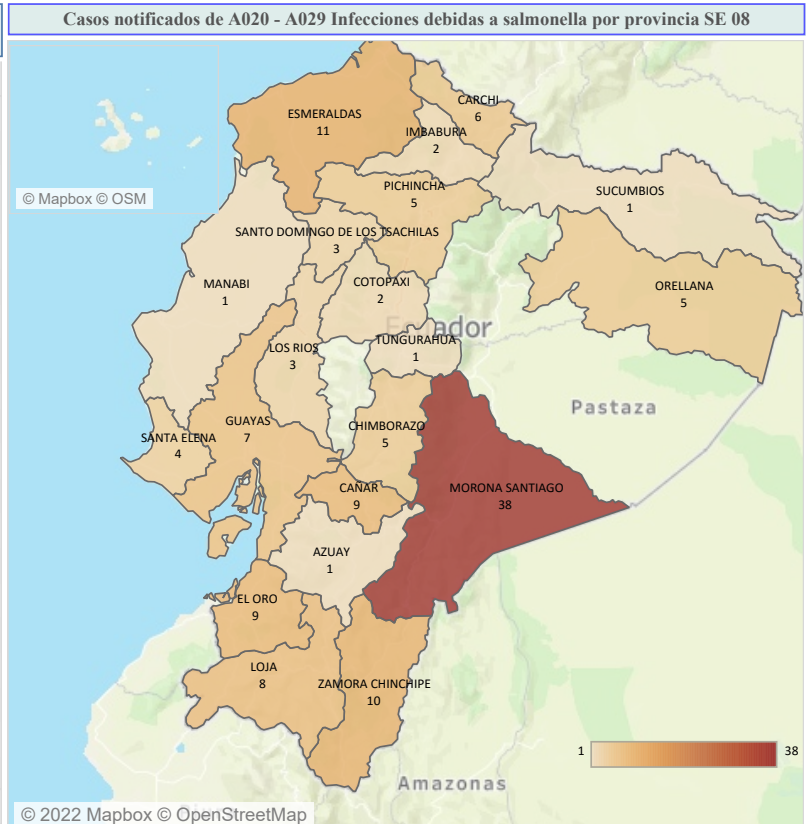 Casos notificados de A020 - A029 Infecciones debidas a salmonella por provincia SE 08
CARCHI
6
ESMERALDAS
11
IMBABURA
2
PICHINCHA
5
SUCUMBIOS
1
© Mapbox © OSM
SANTO DOMINGO DE LOS TSACHILAS
3
MANABI
1
COTOPAXI
2
ORELLANA
5
Ecuador
TUNGURAHUA
1
LOS RIOS
3
Pastaza
GUAYAS
7
CHIMBORAZO
5
SANTA ELENA
4
CAÑAR
9
MORONA SANTIAGO
38
AZUAY
1
EL ORO
9
LOJA
8
ZAMORA CHINCHIPE
10
1
38
Amazonas
© 2022 Mapbox © OpenStreetMap